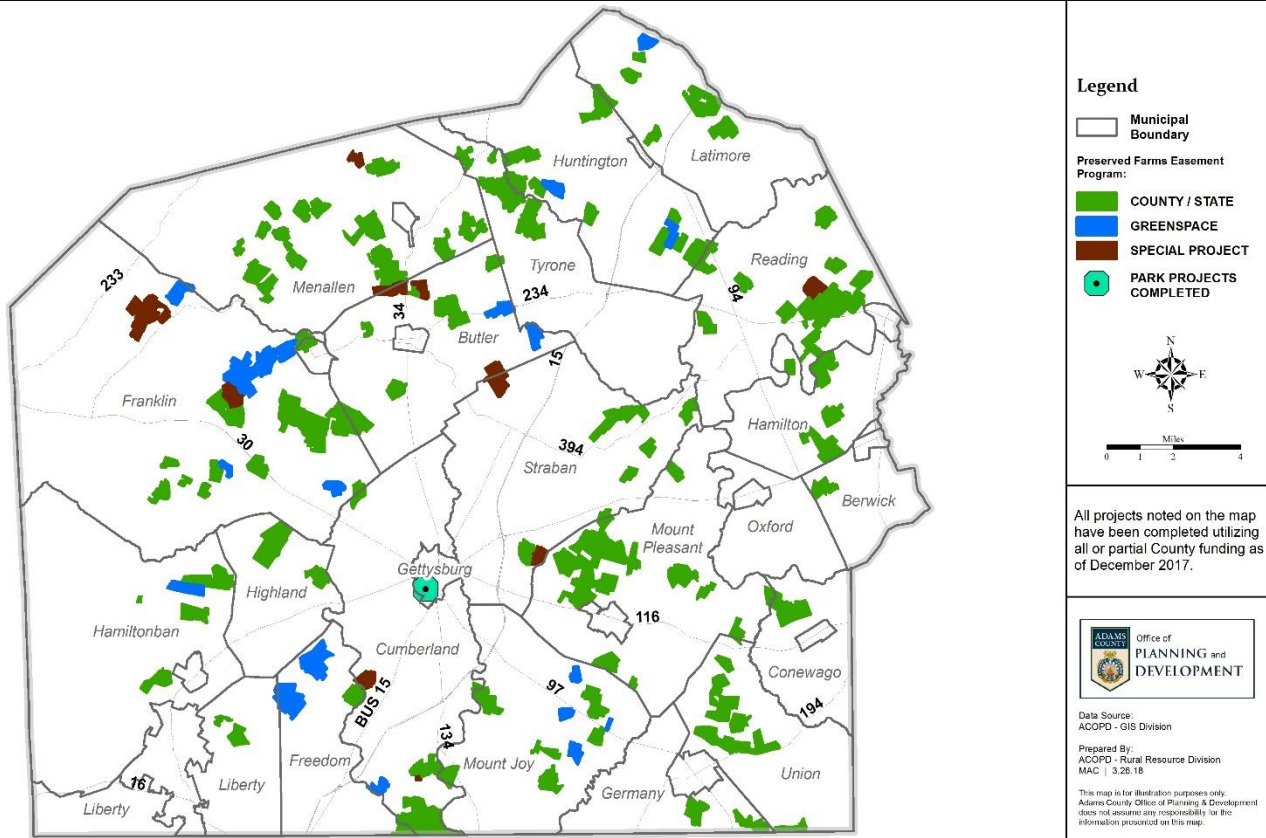 Huntington
Latimore
Reading
Tyrone
233
Menallen
94
234
34
Butler
15
Franklin
Hamilton
30
394
Straban
Berwick
Mount
Pleasant
Oxford
Gettysburg
Highland
116
Hamiltonban
Cumberland
Conewago
97
BUS 15
194
134
Freedom
Mount Joy
Union
Liberty
16
Germany
Liberty
Legend
Municipal
Boundary
Preserved Farms Easement
Program:
COUNTY / STATE
GREENSPACE
SPECIAL PROJECT
PARK PROJECTS
COMPLETED
N
W E
S
Miles
0 1 2 4
All projects noted on the map
have been completed utilizing
all or partial County funding as
of December 2017.
ADAMS
COUNTY
Office of
PLANNING and
DEVELOPMENT
Data Source:
ACOPD - GIS Division
Prepared By:
ACOPD - Rural Resource Division
MAC | 3.26.18
This map is for illustration purposes only.
Adams County Office of Planning & Development
does not assume any responsibility for the
information presented on this map.